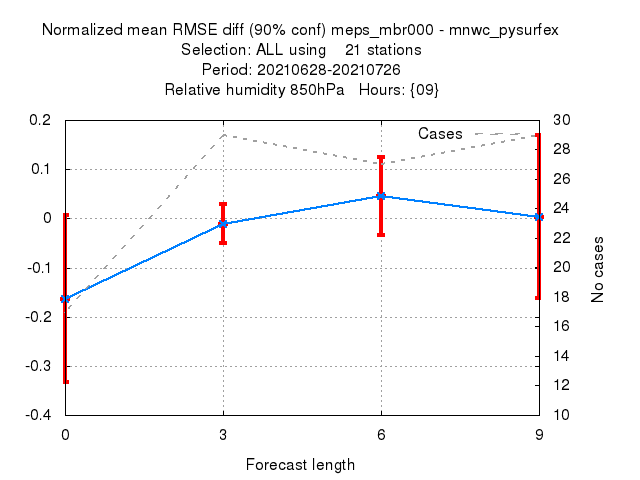 Normalized mean RMSE diff (90% conf) meps_mbr000 - mnwc_pysurfex
Selection: ALL using 21 stations
Period: 20210628-20210726
Relative humidity 850hPa Hours: {09}
Cases
0.2
0.1
0
-0.1
-0.2
-0.3
-0.4
30
28
26
24
22
20
18
16
14
12
10
No cases
0 3 6 9
Forecast length